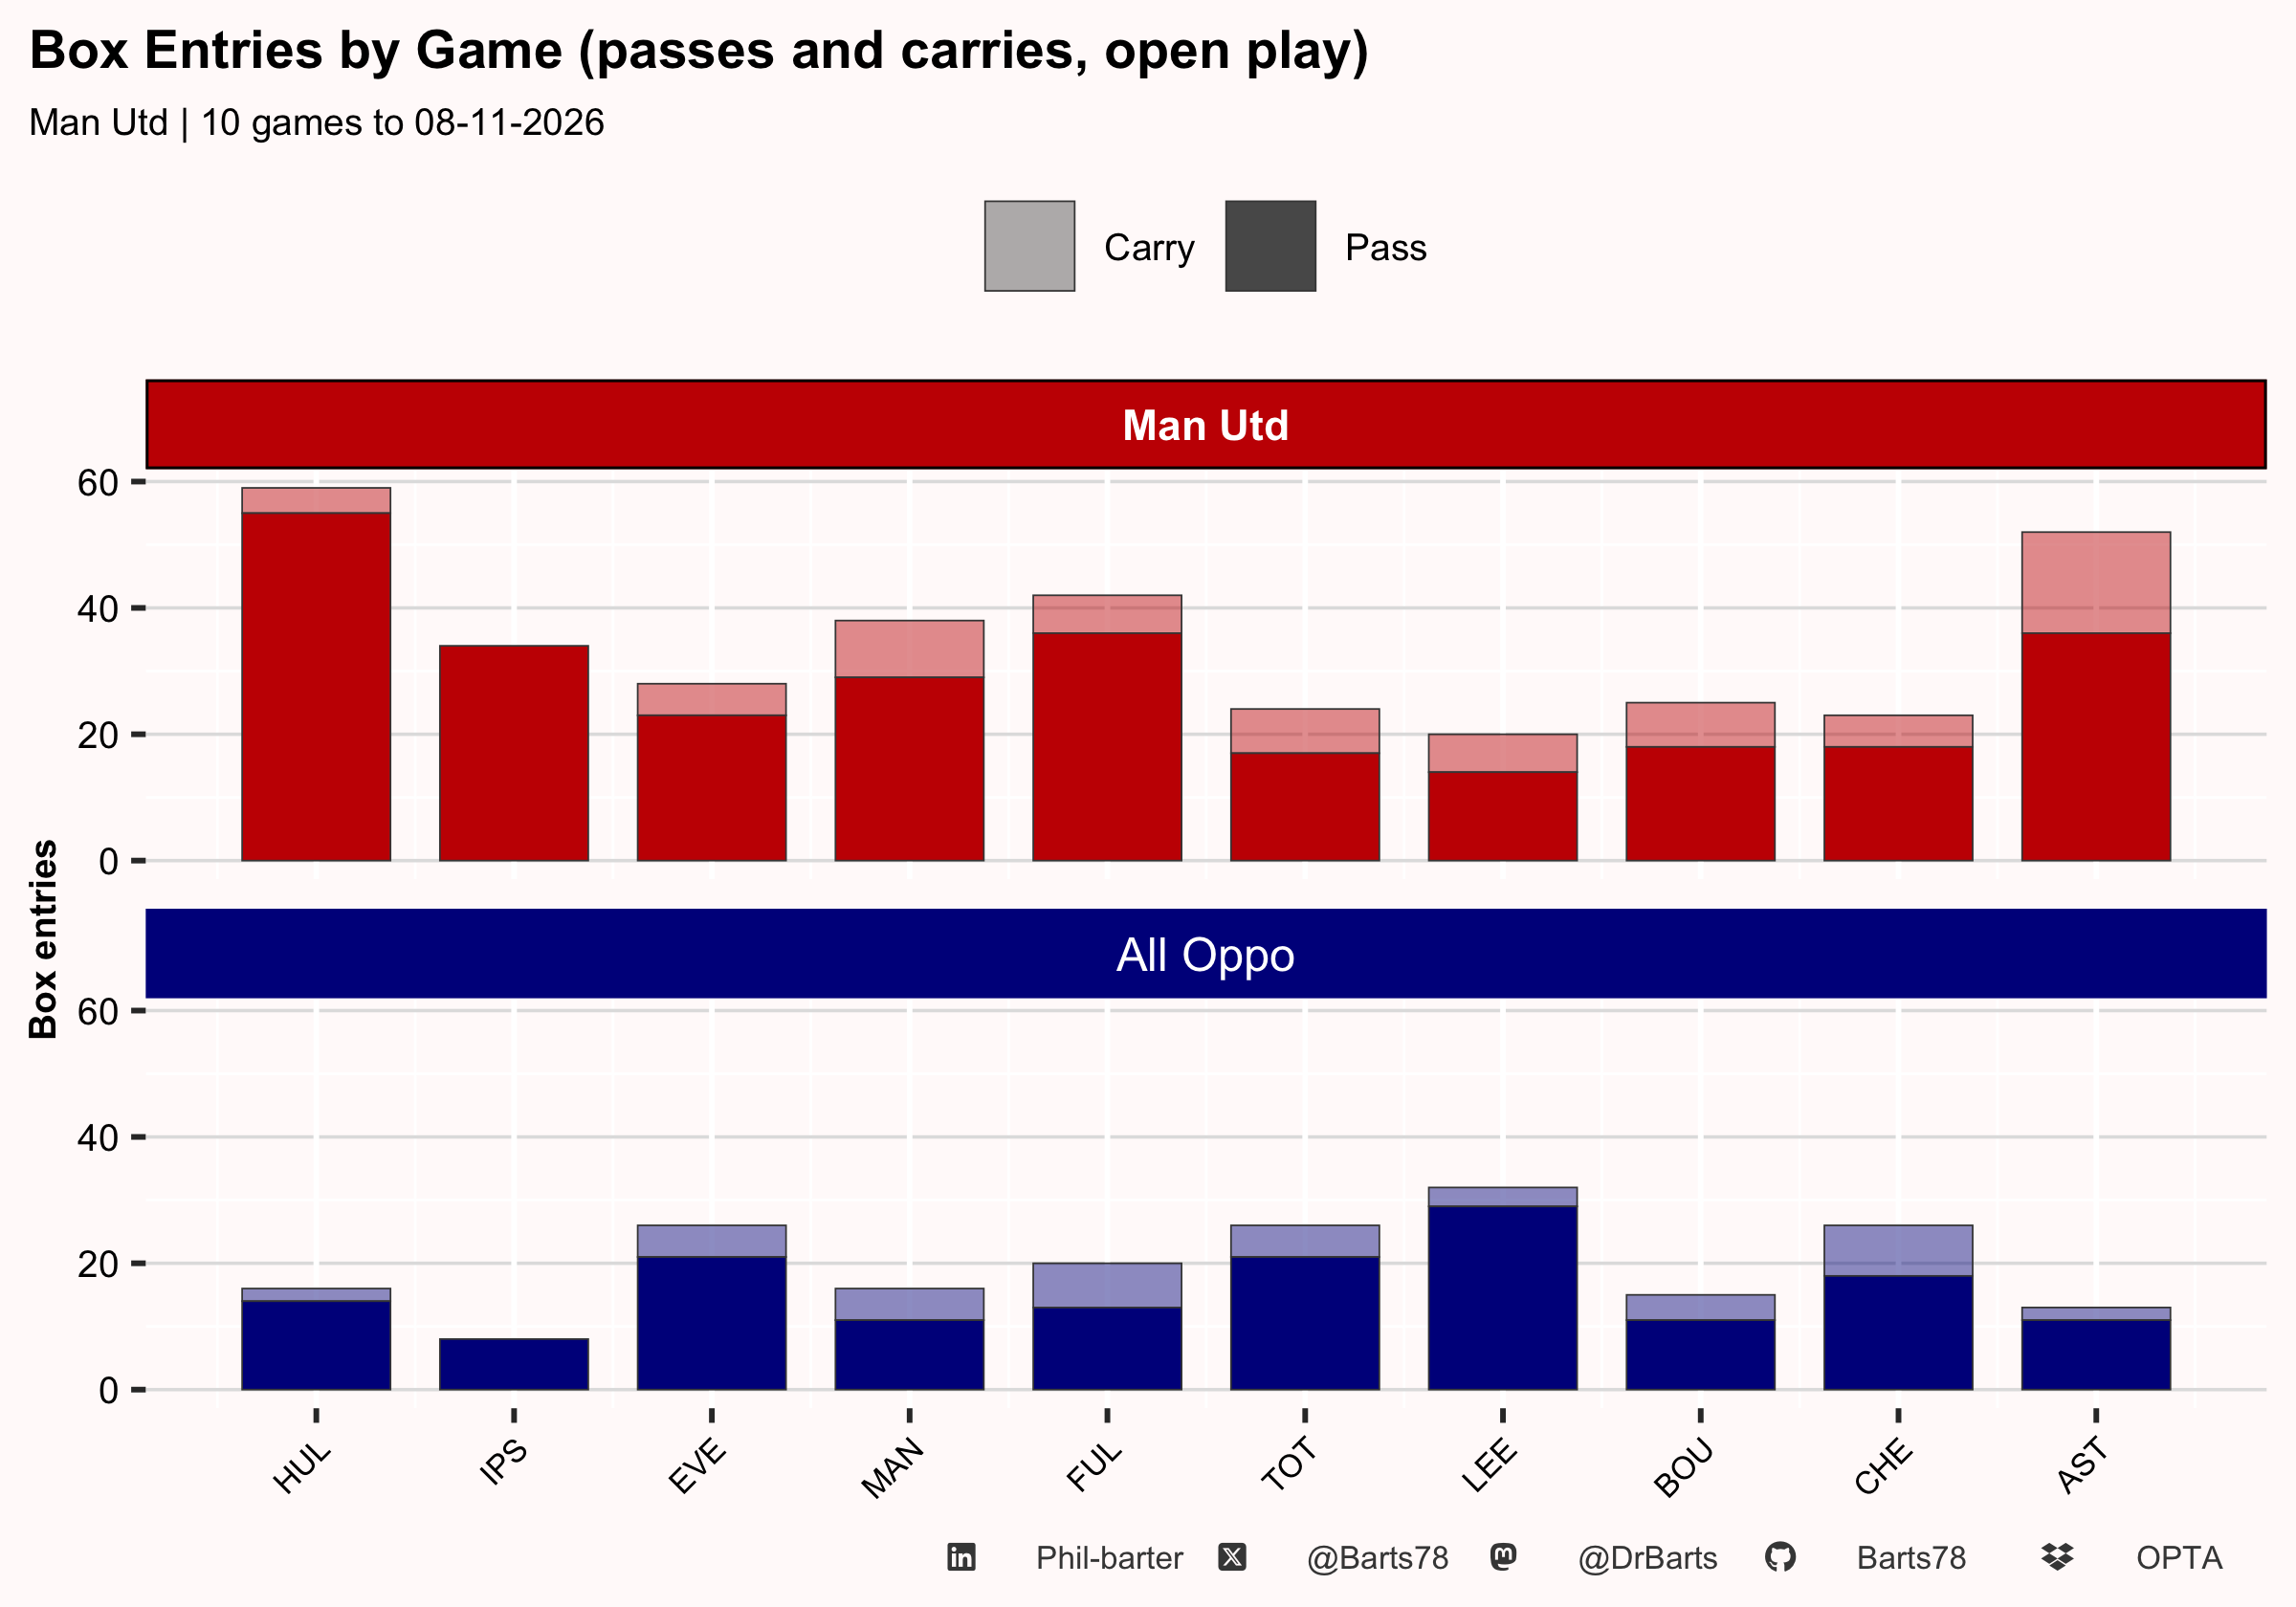 Box Entries by Game (passes and carries, open play)
Man Utd | 10 games to 08-11-2026
Carry Pass
Man Utd
60
40
20
0
Box entries
All Oppo
60
40
20
0
HUL IPS EVE MAN FUL TOT LEE BOU CHE AST
Phil-barter @Barts78 @DrBarts Barts78 OPTA